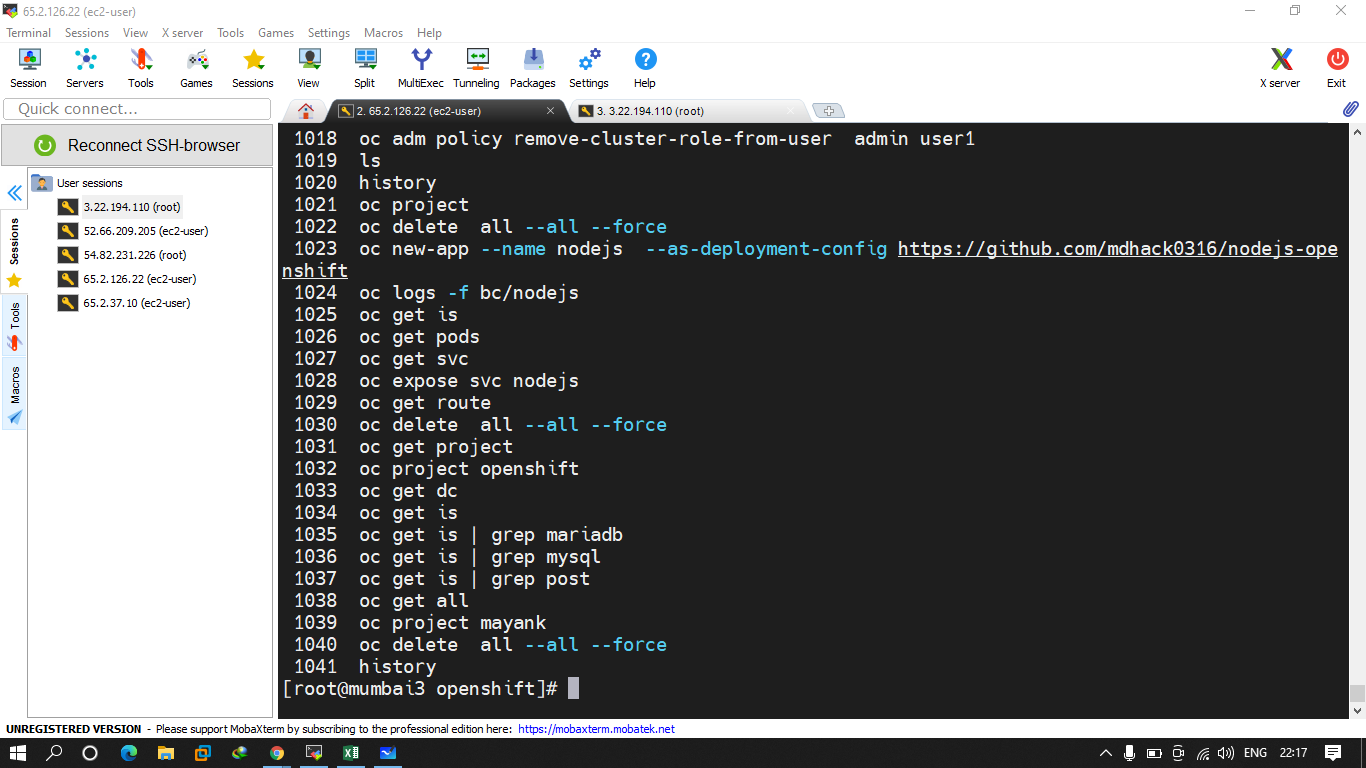 65.2.126.22 (ec2-user)
Terminal Sessions View X server Tools Games Settings Macros Help
Session Servers Tools Games Sessions View Split MultiExec Tunneling Packages Settings Help X server Exit
Quick connect...
2. 65.2.126.22 (ec2-user)
3. 3.22.194.110 (root)
Reconnect SSH-browser
User sessions
3.22.194.110 (root)
52.66.209.205 (ec2-user)
54.82.231.226 (root)
65.2.126.22 (ec2-user)
65.2.37.10 (ec2-user)
Sessions
Tools
Macros
1018 oc adm policy remove-cluster-role-from-user admin user1
1019 ls
1020 history
1021 oc project
1022 oc delete all --all --force
1023 oc new-app --name nodejs --as-deployment-config https://github.com/mdhack0316/nodejs-ope
nshift
1024 oc logs -f bc/nodejs
1025 oc get is
1026 oc get pods
1027 oc get svc
1028 oc expose svc nodejs
1029 oc get route
1030 oc delete all --all --force
1031 oc get project
1032 oc project openshift
1033 oc get dc
1034 oc get is
1035 oc get is | grep mariadb
1036 oc get is | grep mysql
1037 oc get is | grep post
1038 oc get all
1039 oc project mayank
1040 oc delete all --all --force
1041 history
[root@mumbai3 openshift]#
UNREGISTERED VERSION - Please support MobaXterm by subscribing to the professional edition here: https://mobaxterm.mobatek.net
ENG 22:17